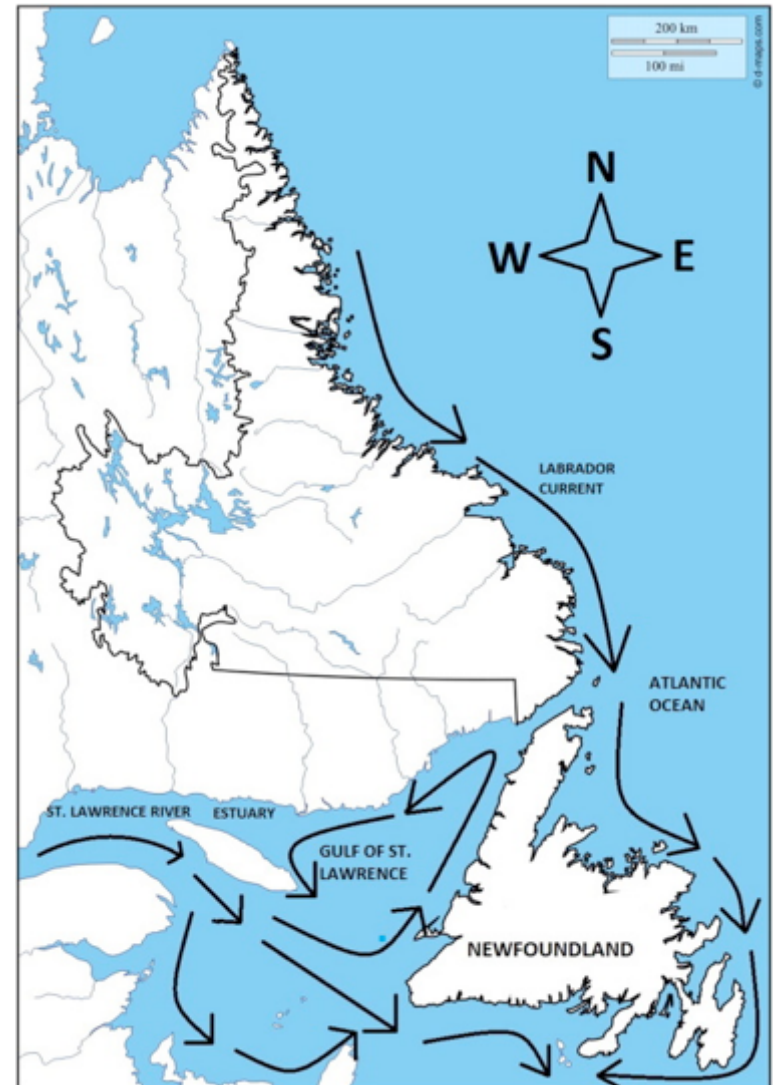 200 km
100 mi
© d-maps.com
N
W
E
S
LABRADOR
CURRENT
ATLANTIC
OCEAN
ST. LAWRENCE RIVER
ESTUARY
GULF OF ST.
LAWRENCE
NEWFOUNDLAND